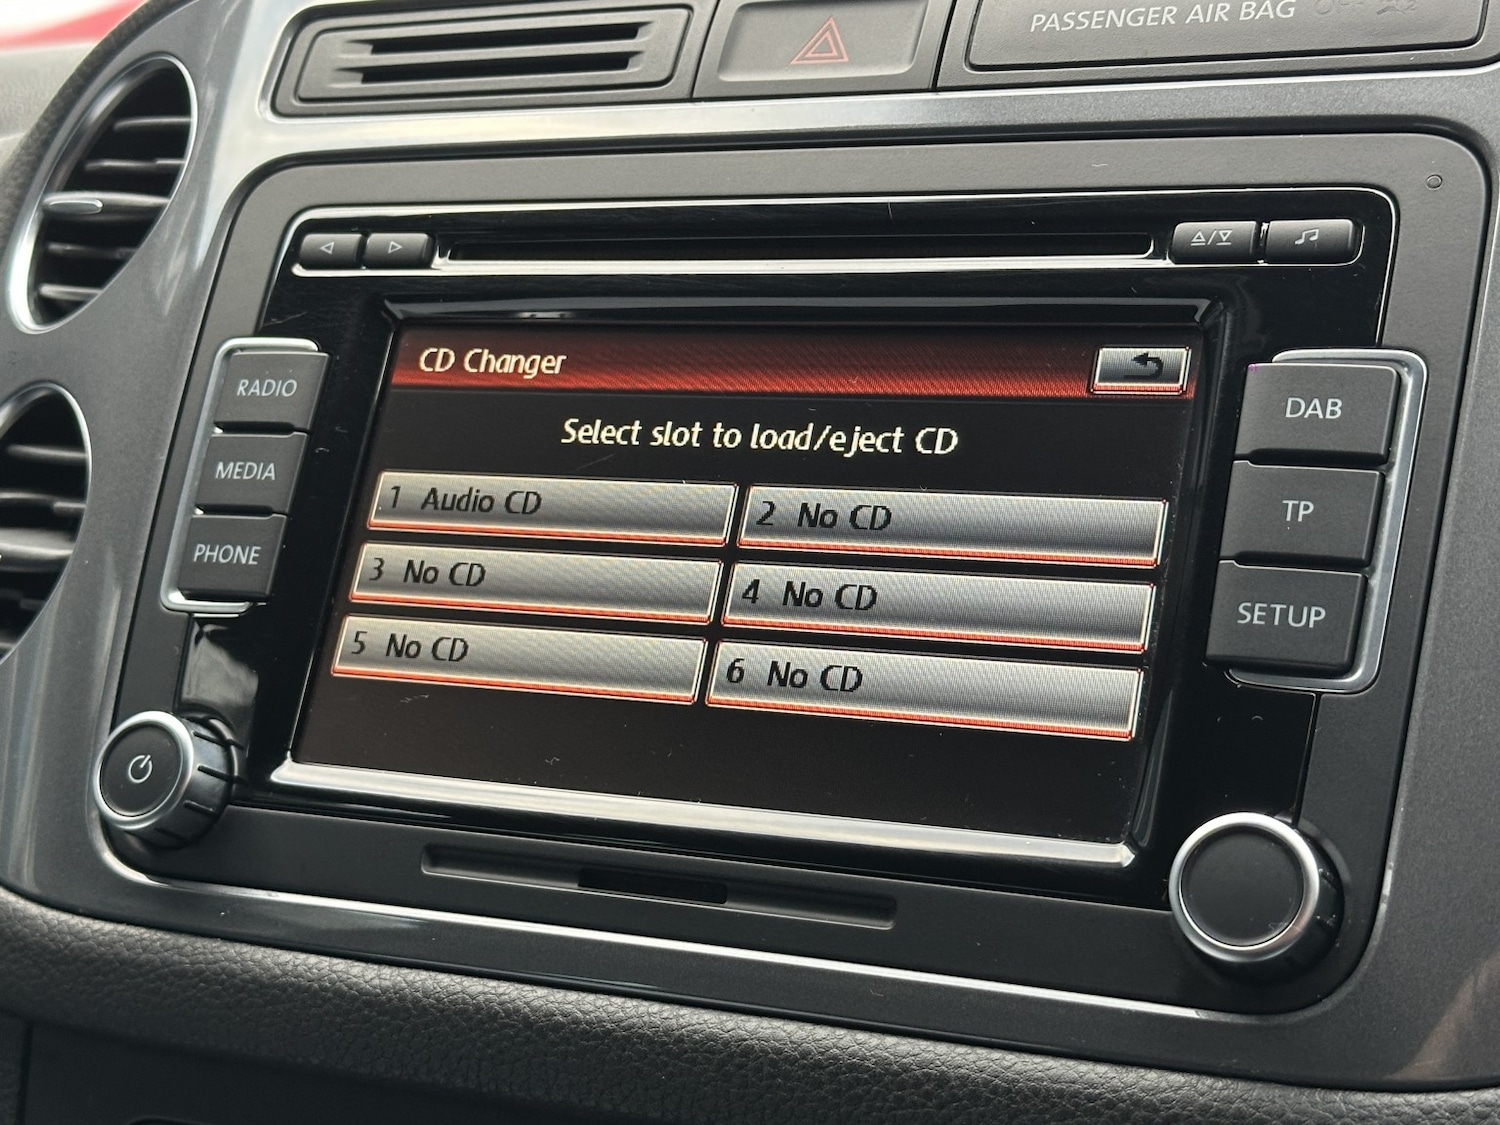 PASSENGER AIR BAG
RADIO
MEDIA
PHONE
CD Changer
Select slot to load/eject CD
1 Audio CD
2 No CD
3 No CD
4 No CD
5 No CD
6 No CD
DAB
TP
SETUP